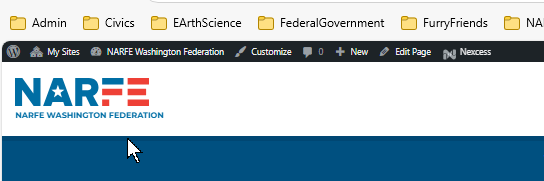 Admin Civics EArthScience FederalGovernment FurryFriends NA
My Sites NARFE Washington Federation Customize 0 New Edit Page Nexcess
NARFE
NARFE WASHINGTON FEDERATION